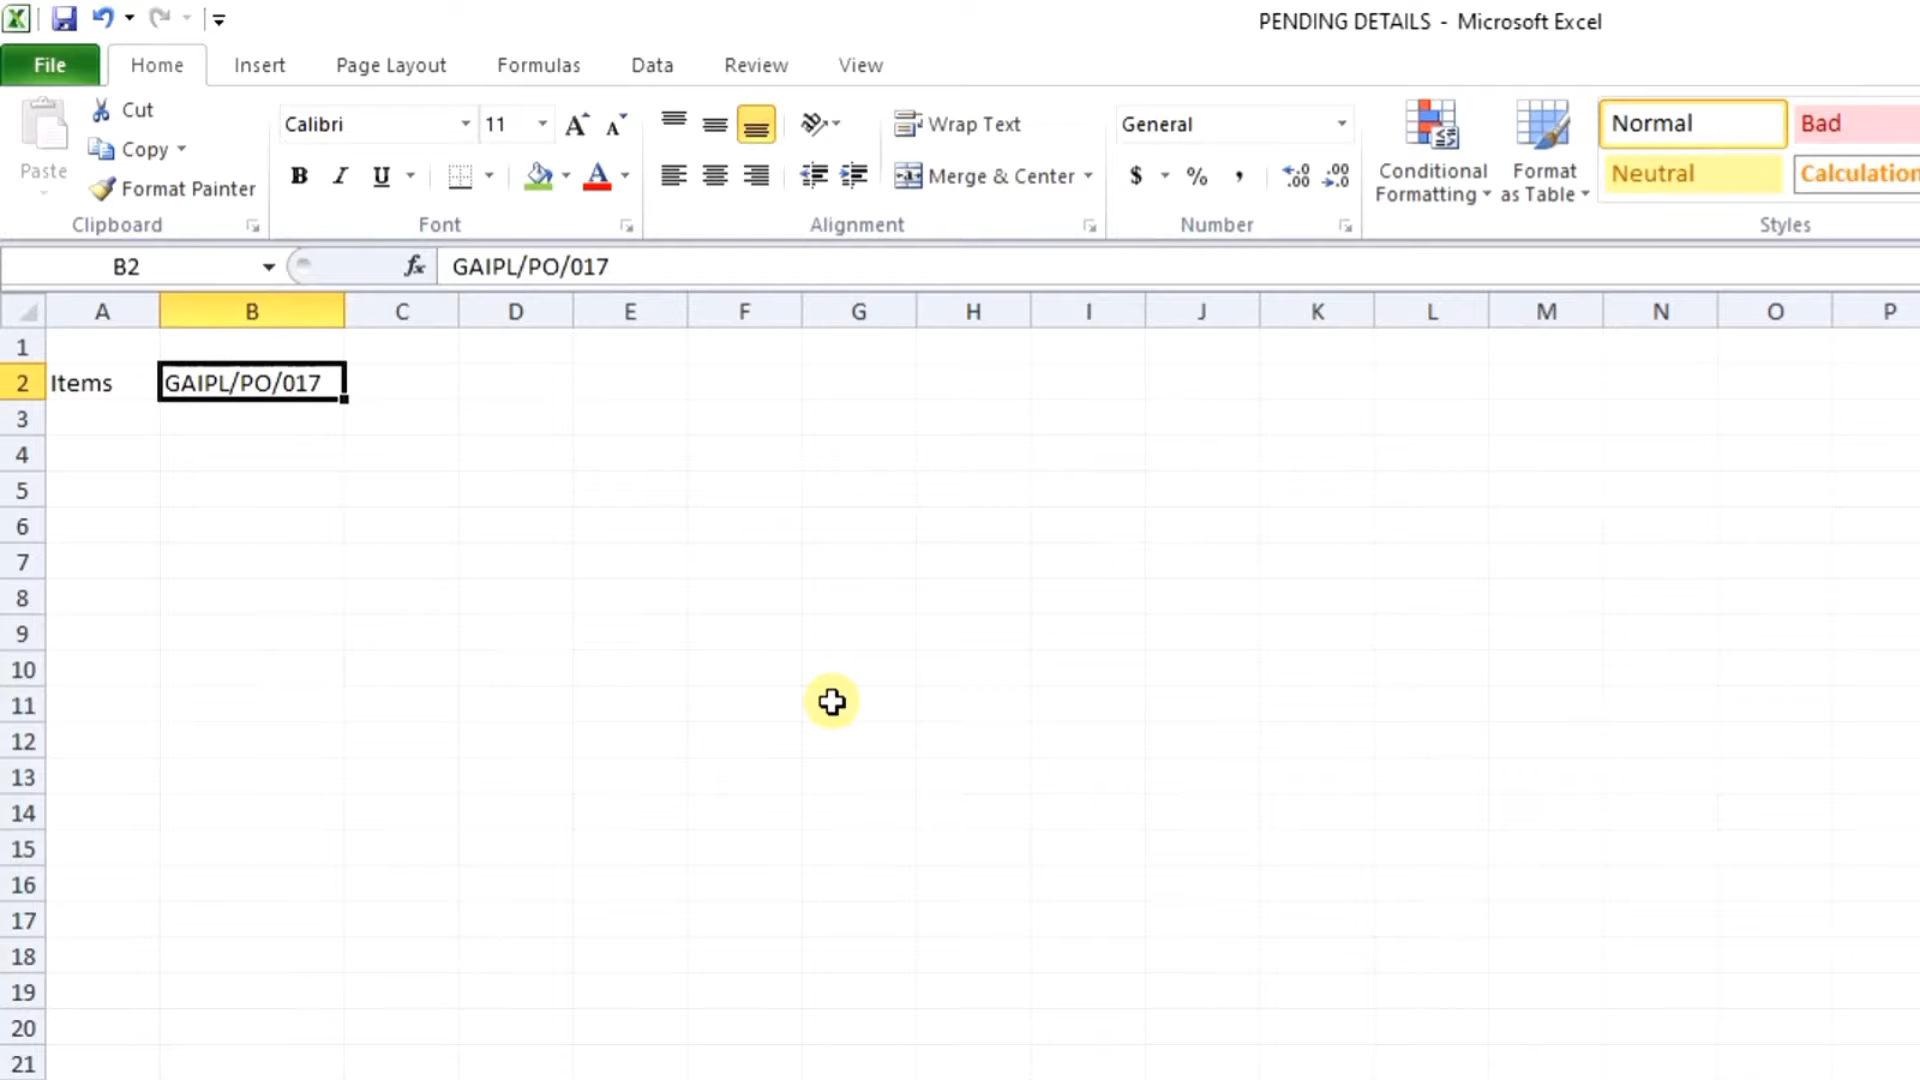 PENDING DETAILS - Microsoft Excel
File Home Insert Page Layout Formulas Data Review View
Paste
Cut
Copy
Format Painter
Clipboard
Calibri 11
B I U
Font
Wrap Text
Merge & Center
Alignment
General
$ % ,
Number
Conditional Formatting
Format as Table
Normal Bad
Neutral Calculation
Styles
B2 fx GAIPL/PO/017
A B C D E F G H I J K L M N O P
1
2 Items GAIPL/PO/017
3
4
5
6
7
8
9
10
11
12
13
14
15
16
17
18
19
20
21